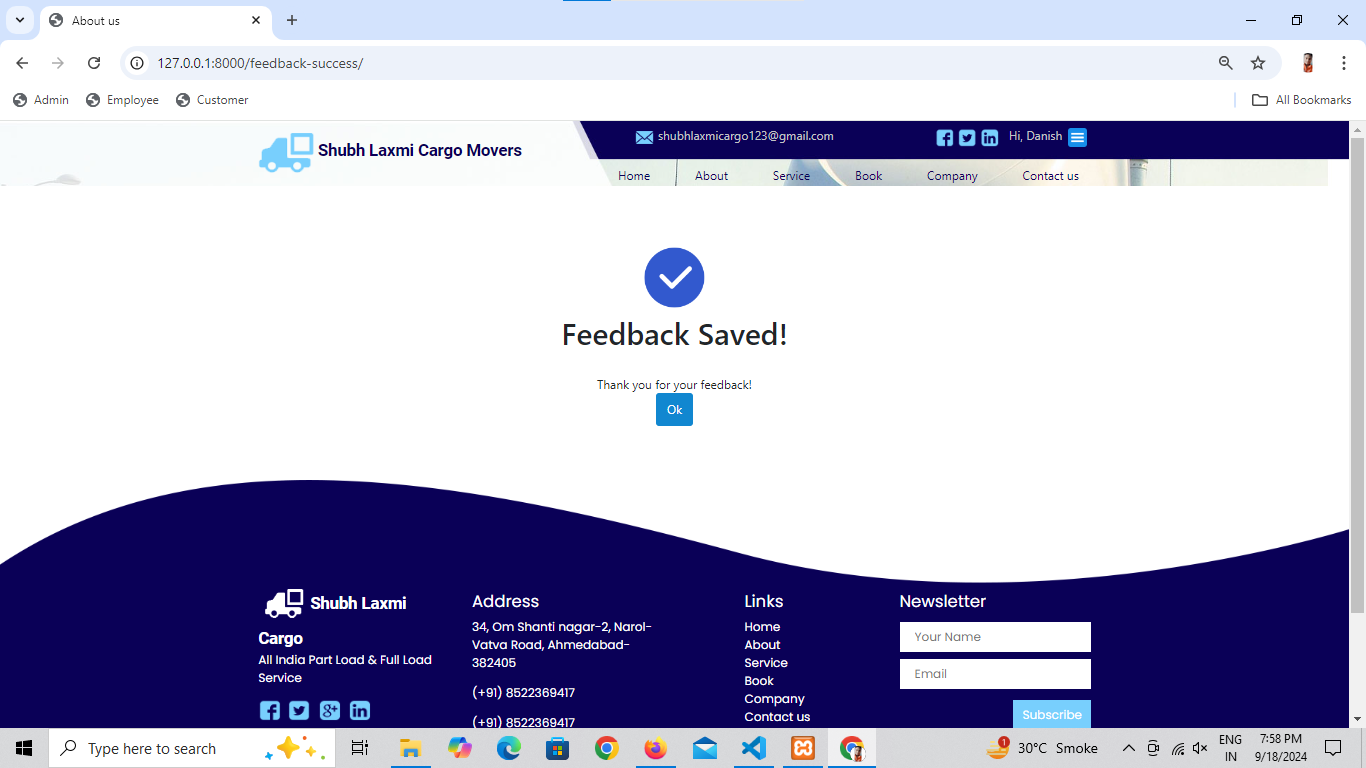 About us
127.0.0.1:8000/feedback-success/
Admin
Employee
Customer
All Bookmarks
Shubh Laxmi Cargo Movers
shubhlaxmicargo123@gmail.com
Hi, Danish
Home
About
Service
Book
Company
Contact us
Feedback Saved!
Thank you for your feedback!
Ok
Shubh Laxmi
Cargo
All India Part Load & Full Load
Service
Address
34, Om Shanti nagar-2, Narol-
Vatva Road, Ahmedabad-
382405
(+91) 8522369417
(+91) 8522369417
Links
Home
About
Service
Book
Company
Contact us
Newsletter
Your Name
Email
Subscribe
Type here to search
1
30°C Smoke
ENG
IN
7:58 PM
9/18/2024